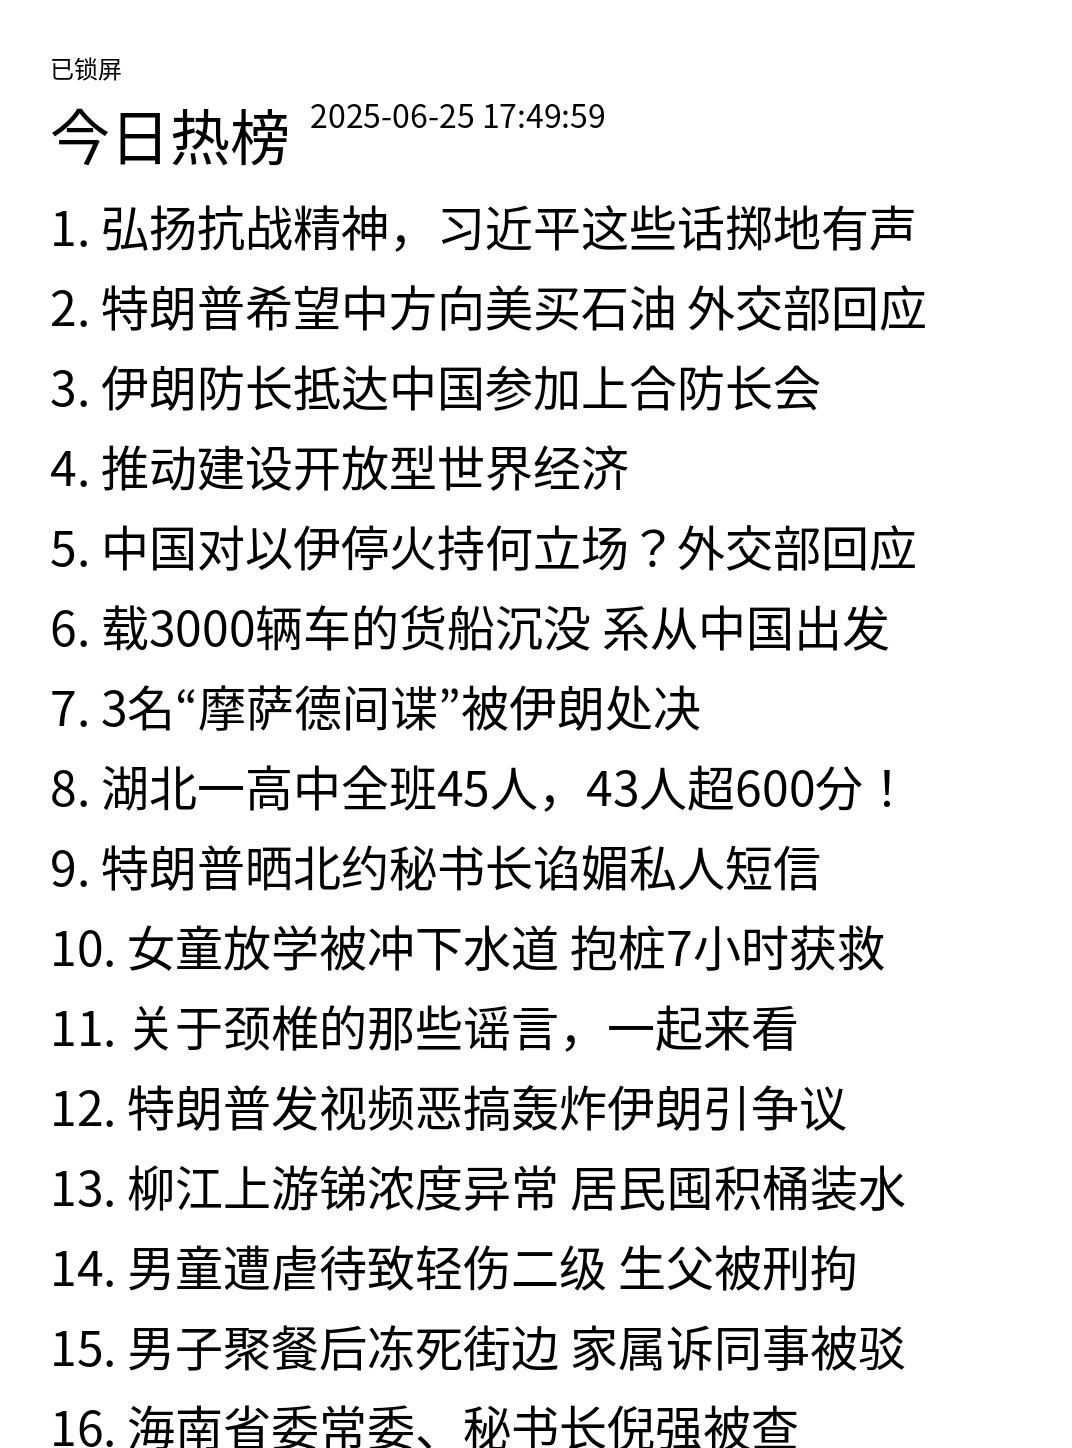 已锁屏
今日热榜 2025-06-25 17:49:59
1. 弘扬抗战精神，习近平这些话掷地有声
2. 特朗普希望中方向美买石油 外交部回应
3. 伊朗防长抵达中国参加上合防长会
4. 推动建设开放型世界经济
5. 中国对以伊停火持何立场？外交部回应
6. 载3000辆车的货船沉没 系从中国出发
7. 3名“摩萨德间谍”被伊朗处决
8. 湖北一高中全班45人，43人超600分！
9. 特朗普晒北约秘书长谄媚私人短信
10. 女童放学被冲下水道 抱桩7小时获救
11. 关于颈椎的那些谣言，一起来看
12. 特朗普发视频恶搞轰炸伊朗引争议
13. 柳江上游锑浓度异常 居民囤积桶装水
14. 男童遭虐待致轻伤二级 生父被刑拘
15. 男子聚餐后冻死街边 家属诉同事被驳
16. 海南省委常委、秘书长倪强被查